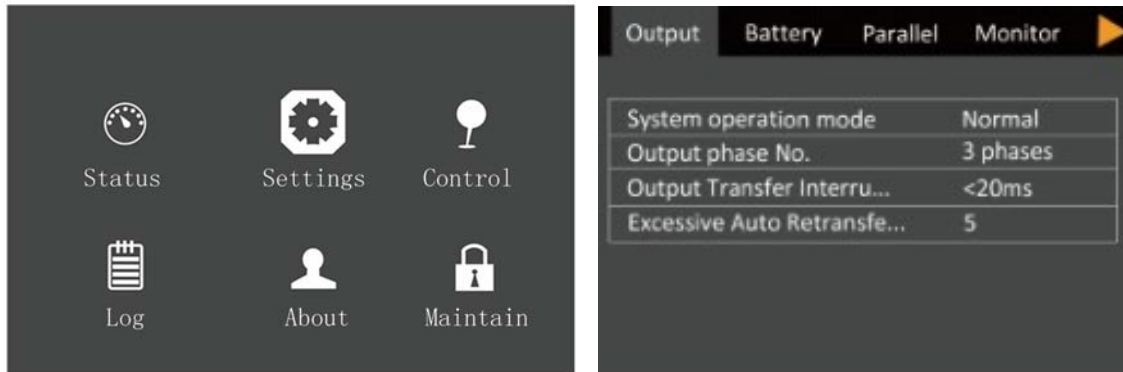 Status Settings Control
Log About Maintain
Output Battery Parallel Monitor
System operation mode Normal
Output phase No. 3 phases
Output Transfer Interru... <20ms
Excessive Auto Retransfe... 5